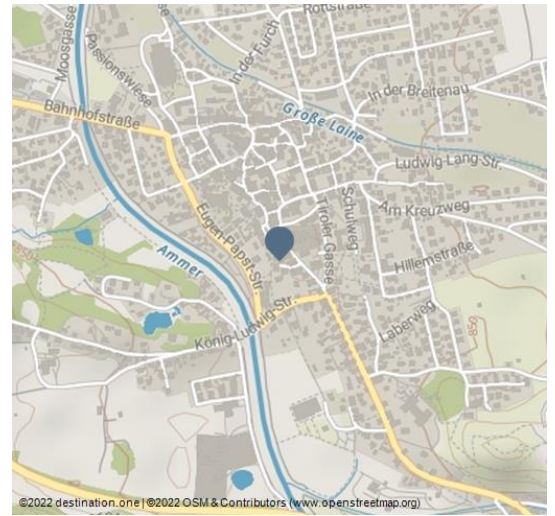 Rottstraße
Moosgasse
Passionswiese
In der Furch
In der Breitenau
Große Laine
Bahnhofstraße
Ludwig-Lang-Str.
Schulweg
Tiroler Gasse
Am Kreuzweg
Eugen-Papst-Str.
850
Ammer
Hillernstraße
König-Ludwig-Str.
Laberweg
850
©2022 destination.one | ©2022 OSM & Contributors (www.openstreetmap.org)